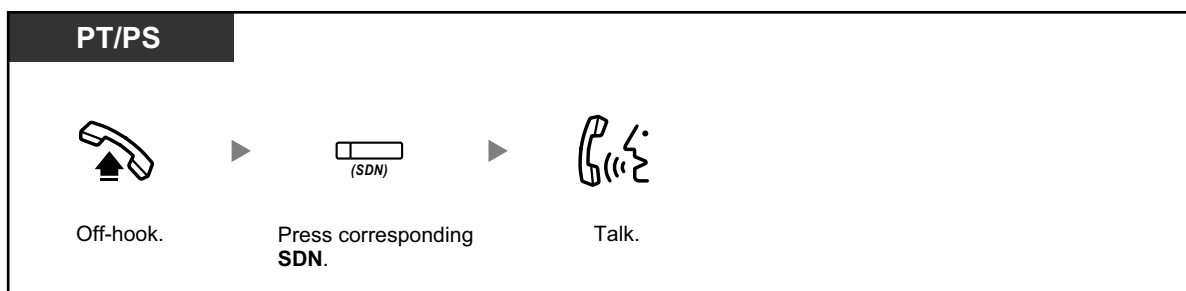 PT/PS
(SDN)
Off-hook.
Press corresponding
SDN.
Talk.